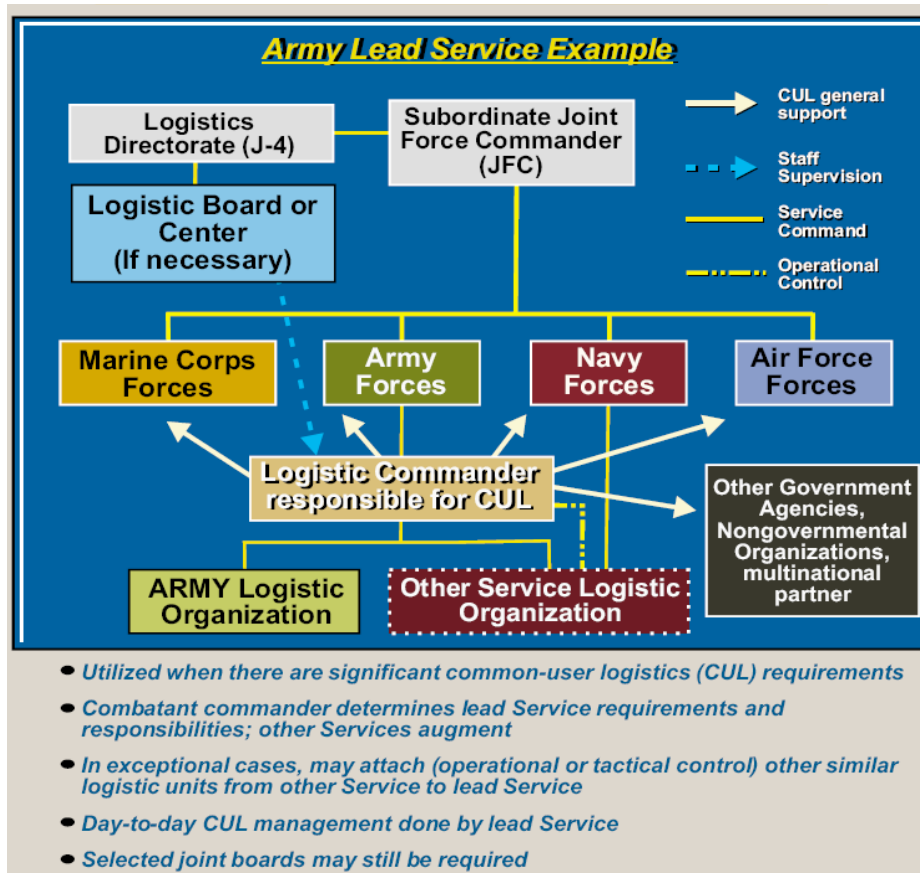 Army Lead Service Example
Logistics
Directorate (J-4)
Subordinate Joint
Force Commander
(JFC)
CUL general
support
Staff
Supervision
Service
Command
Operational
Control
Logistic Board or
Center
(If necessary)
Marine Corps
Forces
Army
Forces
Navy
Forces
Air Force
Forces
Logistic Commander
responsible for CUL
Other Government
Agencies,
Nongovernmental
Organizations,
multinational
partner
ARMY Logistic
Organization
Other Service Logistic
Organization
• Utilized when there are significant common-user logistics (CUL) requirements
• Combatant commander determines lead Service requirements and
responsibilities; other Services augment
• In exceptional cases, may attach (operational or tactical control) other similar
logistic units from other Service to lead Service
• Day-to-day CUL management done by lead Service
• Selected joint boards may still be required